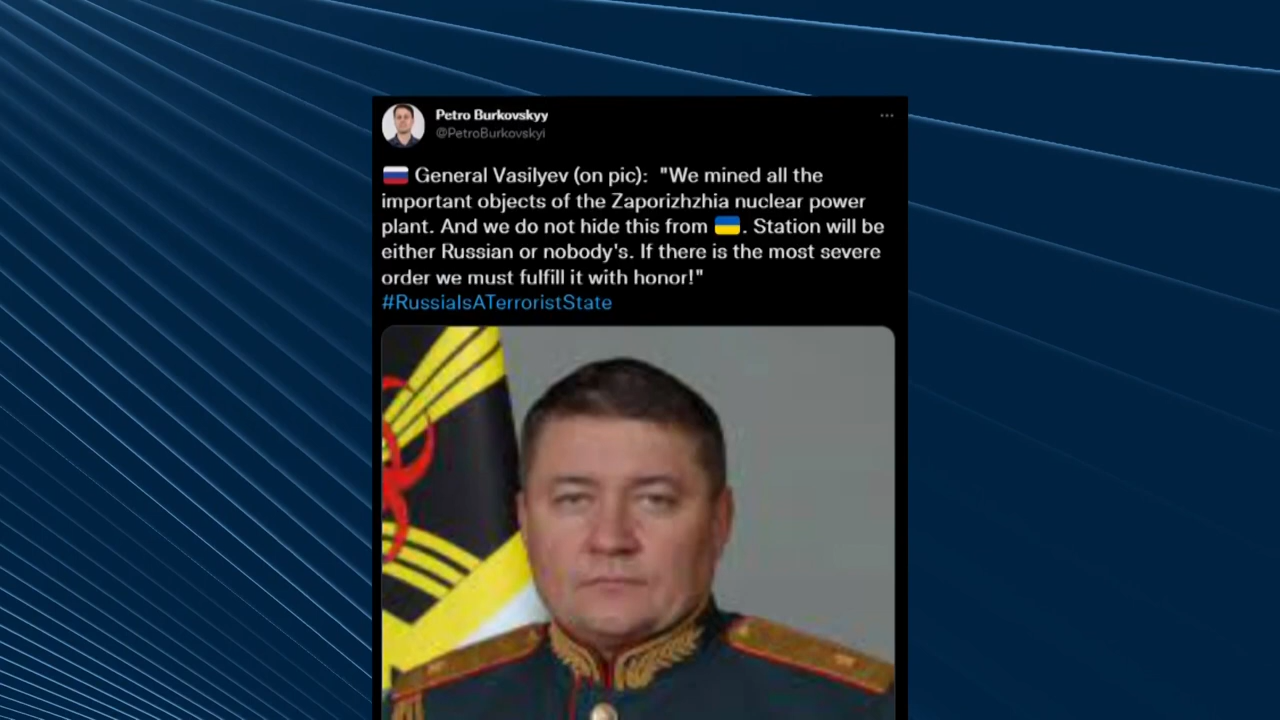 Petro Burkovskyy
@PetroBurkovskyi
🇷🇺 General Vasilyev (on pic): "We mined all the
important objects of the Zaporizhzhia nuclear power
plant. And we do not hide this from 🇺🇦. Station will be
either Russian or nobody's. If there is the most severe
order we must fulfill it with honor!"
#RussiaIsATerroristState